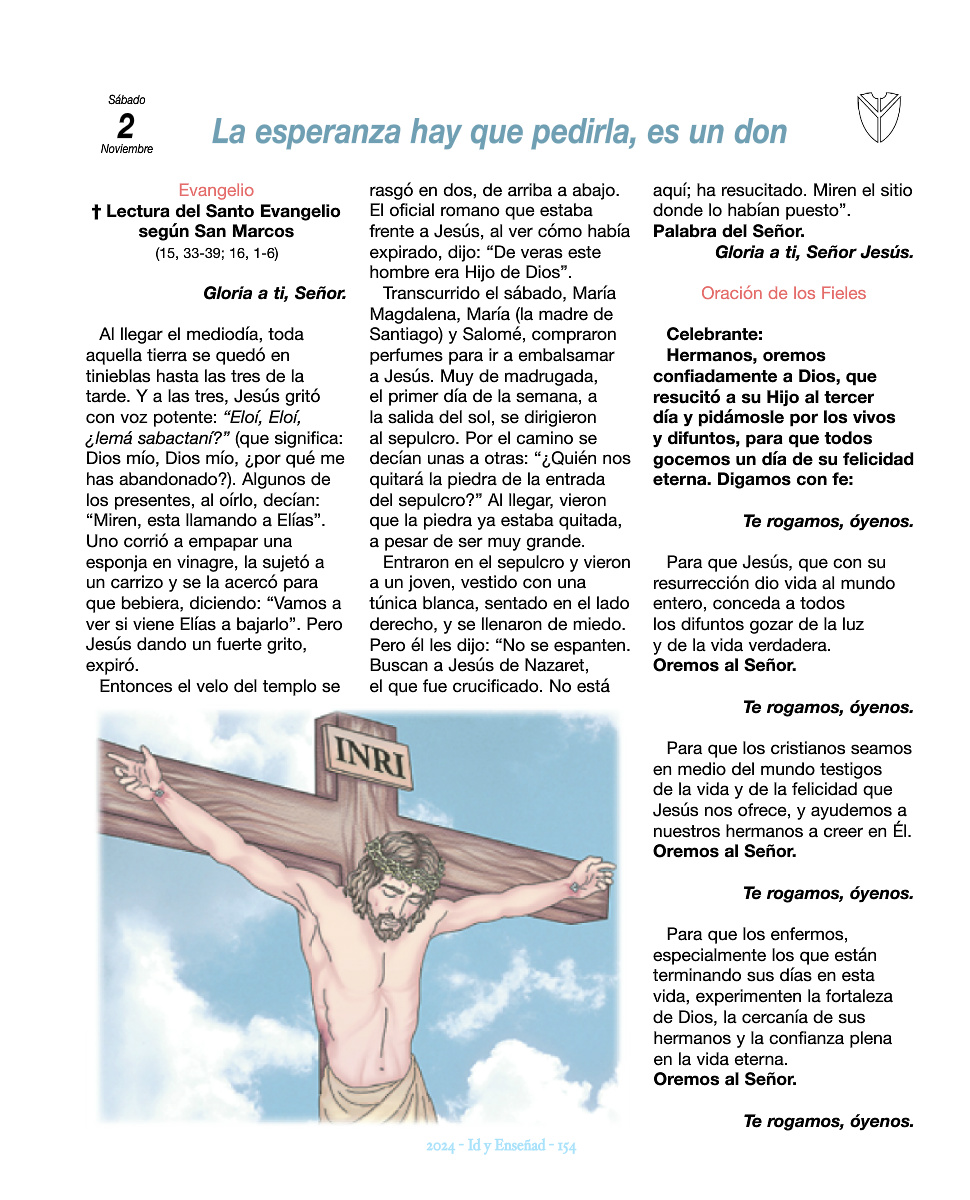 Sábado
2
Noviembre
La esperanza hay que pedirla, es un don
Evangelio
† Lectura del Santo Evangelio
según San Marcos
(15, 33-39; 16, 1-6)
Gloria a ti, Señor.
Al llegar el mediodía, toda
aquella tierra se quedó en
tinieblas hasta las tres de la
tarde. Y a las tres, Jesús gritó
con voz potente: “Eloí, Eloí,
¿lemá sabactaní?” (que significa:
Dios mío, Dios mío, ¿por qué me
has abandonado?). Algunos de
los presentes, al oírlo, decían:
“Miren, esta llamando a Elías”.
Uno corrió a empapar una
esponja en vinagre, la sujetó a
un carrizo y se la acercó para
que bebiera, diciendo: “Vamos a
ver si viene Elías a bajarlo”. Pero
Jesús dando un fuerte grito,
expiró.
Entonces el velo del templo se
rasgó en dos, de arriba a abajo.
El oficial romano que estaba
frente a Jesús, al ver cómo había
expirado, dijo: “De veras este
hombre era Hijo de Dios”.
Transcurrido el sábado, María
Magdalena, María (la madre de
Santiago) y Salomé, compraron
perfumes para ir a embalsamar
a Jesús. Muy de madrugada,
el primer día de la semana, a
la salida del sol, se dirigieron
al sepulcro. Por el camino se
decían unas a otras: “¿Quién nos
quitará la piedra de la entrada
del sepulcro?” Al llegar, vieron
que la piedra ya estaba quitada,
a pesar de ser muy grande.
Entraron en el sepulcro y vieron
a un joven, vestido con una
túnica blanca, sentado en el lado
derecho, y se llenaron de miedo.
Pero él les dijo: “No se espanten.
Buscan a Jesús de Nazaret,
el que fue crucificado. No está
aquí; ha resucitado. Miren el sitio
donde lo habían puesto”.
Palabra del Señor.
Gloria a ti, Señor Jesús.
Oración de los Fieles
Celebrante:
Hermanos, oremos
confiadamente a Dios, que
resucitó a su Hijo al tercer
día y pidámosle por los vivos
y difuntos, para que todos
gocemos un día de su felicidad
eterna. Digamos con fe:
Te rogamos, óyenos.
Para que Jesús, que con su
resurrección dio vida al mundo
entero, conceda a todos
los difuntos gozar de la luz
y de la vida verdadera.
Oremos al Señor.
Te rogamos, óyenos.
Para que los cristianos seamos
en medio del mundo testigos
de la vida y de la felicidad que
Jesús nos ofrece, y ayudemos a
nuestros hermanos a creer en Él.
Oremos al Señor.
Te rogamos, óyenos.
Para que los enfermos,
especialmente los que están
terminando sus días en esta
vida, experimenten la fortaleza
de Dios, la cercanía de sus
hermanos y la confianza plena
en la vida eterna.
Oremos al Señor.
Te rogamos, óyenos.
INRI
2024 - Id y Enseñad - 154